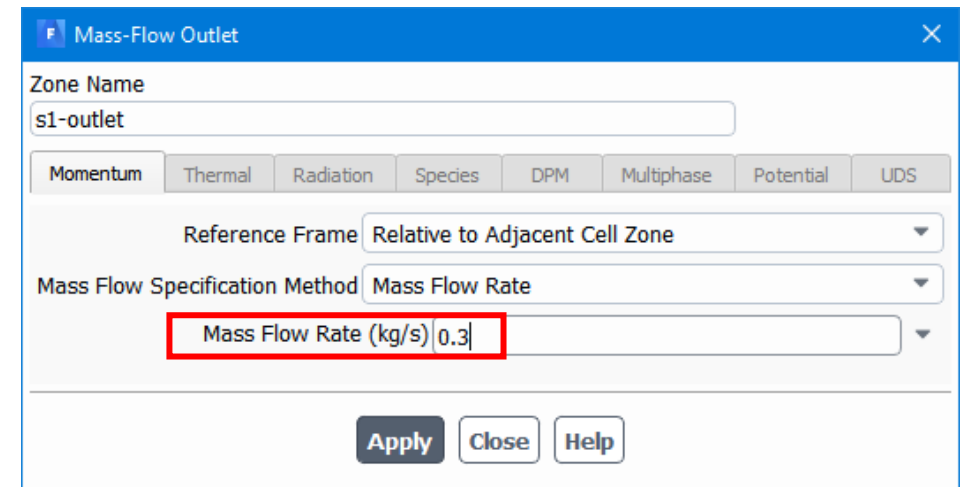 F Mass-Flow Outlet
Zone Name
s1-outlet
Momentum Thermal Radiation Species DPM Multiphase Potential UDS
Reference Frame Relative to Adjacent Cell Zone
Mass Flow Specification Method Mass Flow Rate
Mass Flow Rate (kg/s) 0.3
Apply Close Help